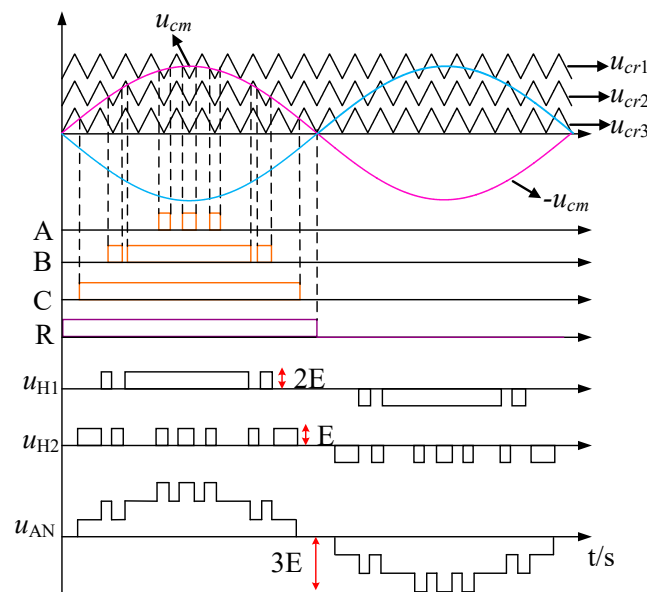 u_cm
u_cr1
u_cr2
u_cr3
-u_cm
A
B
C
R
u_H1
2E
u_H2
E
u_AN
3E
t/s